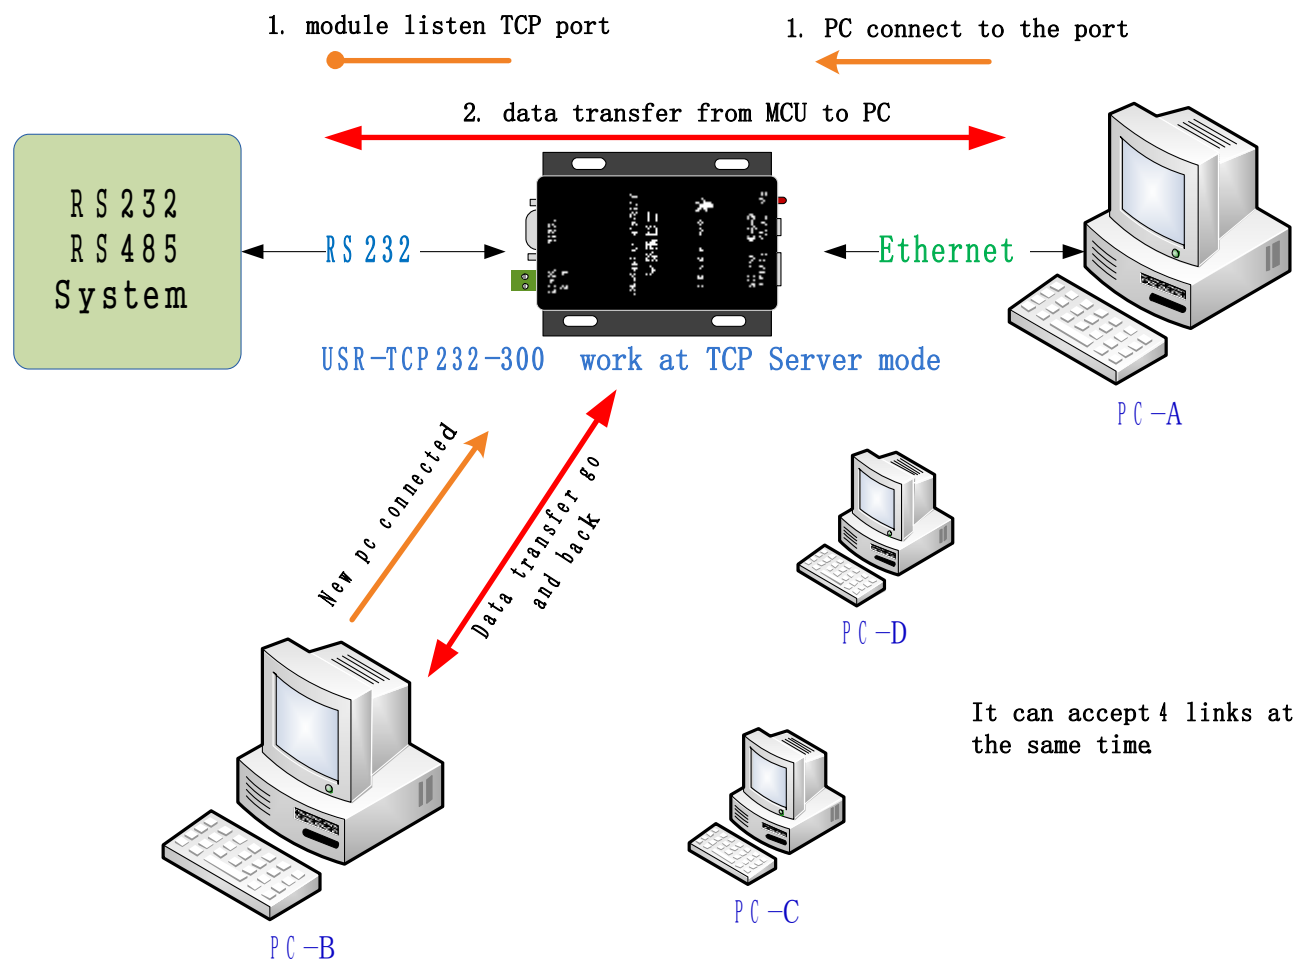 1. module listen TCP port
1. PC connect to the port
2. data transfer from MCU to PC
RS232
RS485
System
RS232
Ethernet
USR-TCP232-300 work at TCP Server mode
PC-A
New pc connected
Data transfer go
and back
PC-D
It can accept 4 links at
the same time.
PC-C
PC-B